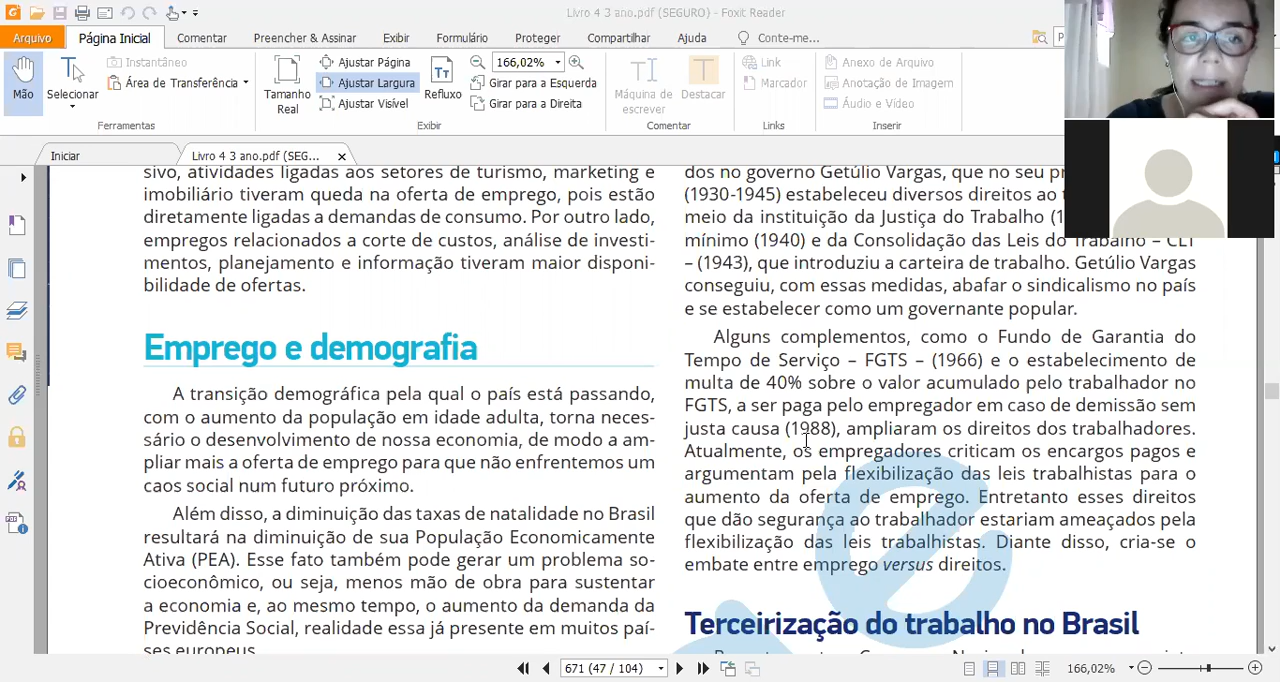 Livro 4 3 ano.pdf (SEGURO) - Foxit Reader
Arquivo Página Inicial Comentar Preencher & Assinar Exibir Formulário Proteger Compartilhar Ajuda Conte-me... P
Mão
Selecionar
Instantâneo
Área de Transferência
Ferramentas
Tamanho Real
Ajustar Página
Ajustar Largura
Ajustar Visível
Refluxo
166,02%
Girar para a Esquerda
Girar para a Direita
Exibir
Máquina de escrever
Destacar
Comentar
Link
Marcador
Links
Anexo de Arquivo
Anotação de Imagem
Áudio e Vídeo
Inserir
Iniciar
Livro 4 3 ano.pdf (SEG...
sivo, atividades ligadas aos setores de turismo, marketing e
imobiliário tiveram queda na oferta de emprego, pois estão
diretamente ligadas a demandas de consumo. Por outro lado,
empregos relacionados a corte de custos, análise de investi-
mentos, planejamento e informação tiveram maior disponi-
bilidade de ofertas.
Emprego e demografia
A transição demográfica pela qual o país está passando,
com o aumento da população em idade adulta, torna neces-
sário o desenvolvimento de nossa economia, de modo a am-
pliar mais a oferta de emprego para que não enfrentemos um
caos social num futuro próximo.
Além disso, a diminuição das taxas de natalidade no Brasil
resultará na diminuição de sua População Economicamente
Ativa (PEA). Esse fato também pode gerar um problema so-
cioeconômico, ou seja, menos mão de obra para sustentar
a economia e, ao mesmo tempo, o aumento da demanda da
Previdência Social, realidade essa já presente em muitos paí-
ses europeus.
dos no governo Getúlio Vargas, que no seu pr
(1930-1945) estabeleceu diversos direitos ao t
meio da instituição da Justiça do Trabalho (1
mínimo (1940) e da Consolidação das Leis do Trabalho – CLT
– (1943), que introduziu a carteira de trabalho. Getúlio Vargas
conseguiu, com essas medidas, abafar o sindicalismo no país
e se estabelecer como um governante popular.
Alguns complementos, como o Fundo de Garantia do
Tempo de Serviço – FGTS – (1966) e o estabelecimento de
multa de 40% sobre o valor acumulado pelo trabalhador no
FGTS, a ser paga pelo empregador em caso de demissão sem
justa causa (1988), ampliaram os direitos dos trabalhadores.
Atualmente, os empregadores criticam os encargos pagos e
argumentam pela flexibilização das leis trabalhistas para o
aumento da oferta de emprego. Entretanto esses direitos
que dão segurança ao trabalhador estariam ameaçados pela
flexibilização das leis trabalhistas. Diante disso, cria-se o
embate entre emprego versus direitos.
Terceirização do trabalho no Brasil
671 (47 / 104)
166,02%